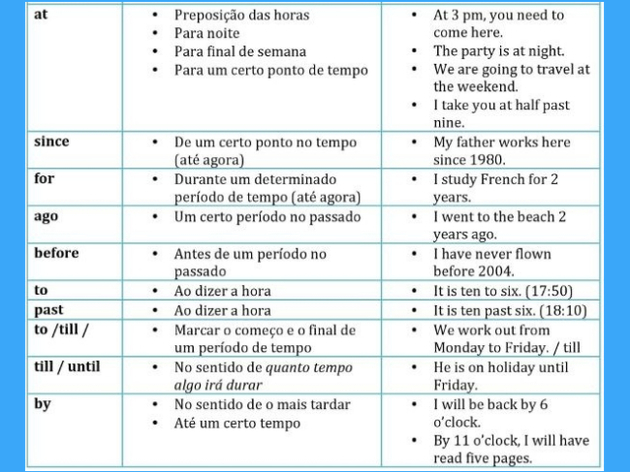 at
• Preposição das horas
• Para noite
• Para final de semana
• Para um certo ponto de tempo
• At 3 pm, you need to
come here.
• The party is at night.
• We are going to travel at
the weekend.
• I take you at half past
nine.
since
• De um certo ponto no tempo
(até agora)
• My father works here
since 1980.
for
• Durante um determinado
período de tempo (até agora)
• I study French for 2
years.
ago
• Um certo período no passado
• I went to the beach 2
years ago.
before
• Antes de um período no
passado
• I have never flown
before 2004.
to
• Ao dizer a hora
• It is ten to six. (17:50)
past
• Ao dizer a hora
• It is ten past six. (18:10)
to /till /
• Marcar o começo e o final de
um período de tempo
• We work out from
Monday to Friday. / till
till / until
• No sentido de quanto tempo
algo irá durar
• He is on holiday until
Friday.
by
• No sentido de o mais tardar
• Até um certo tempo
• I will be back by 6
o’clock.
• By 11 o’clock, I will have
read five pages.